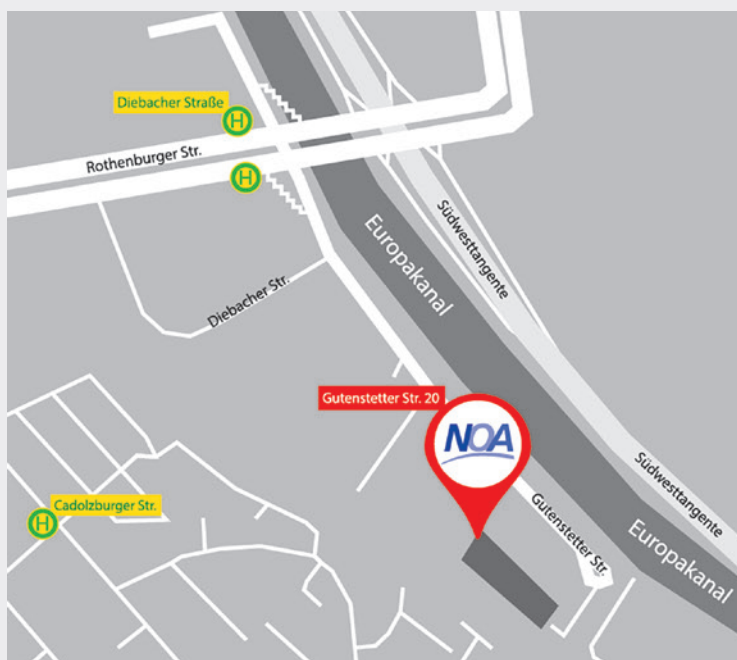 Diebacher Straße
H
Rothenburger Str.
H
Südwesttangente
Europakanal
Diebacher Str.
Gutenstetter Str. 20
NOA
Südwesttangente
Cadolzburger Str.
H
Gutenstetter Str.
Europakanal